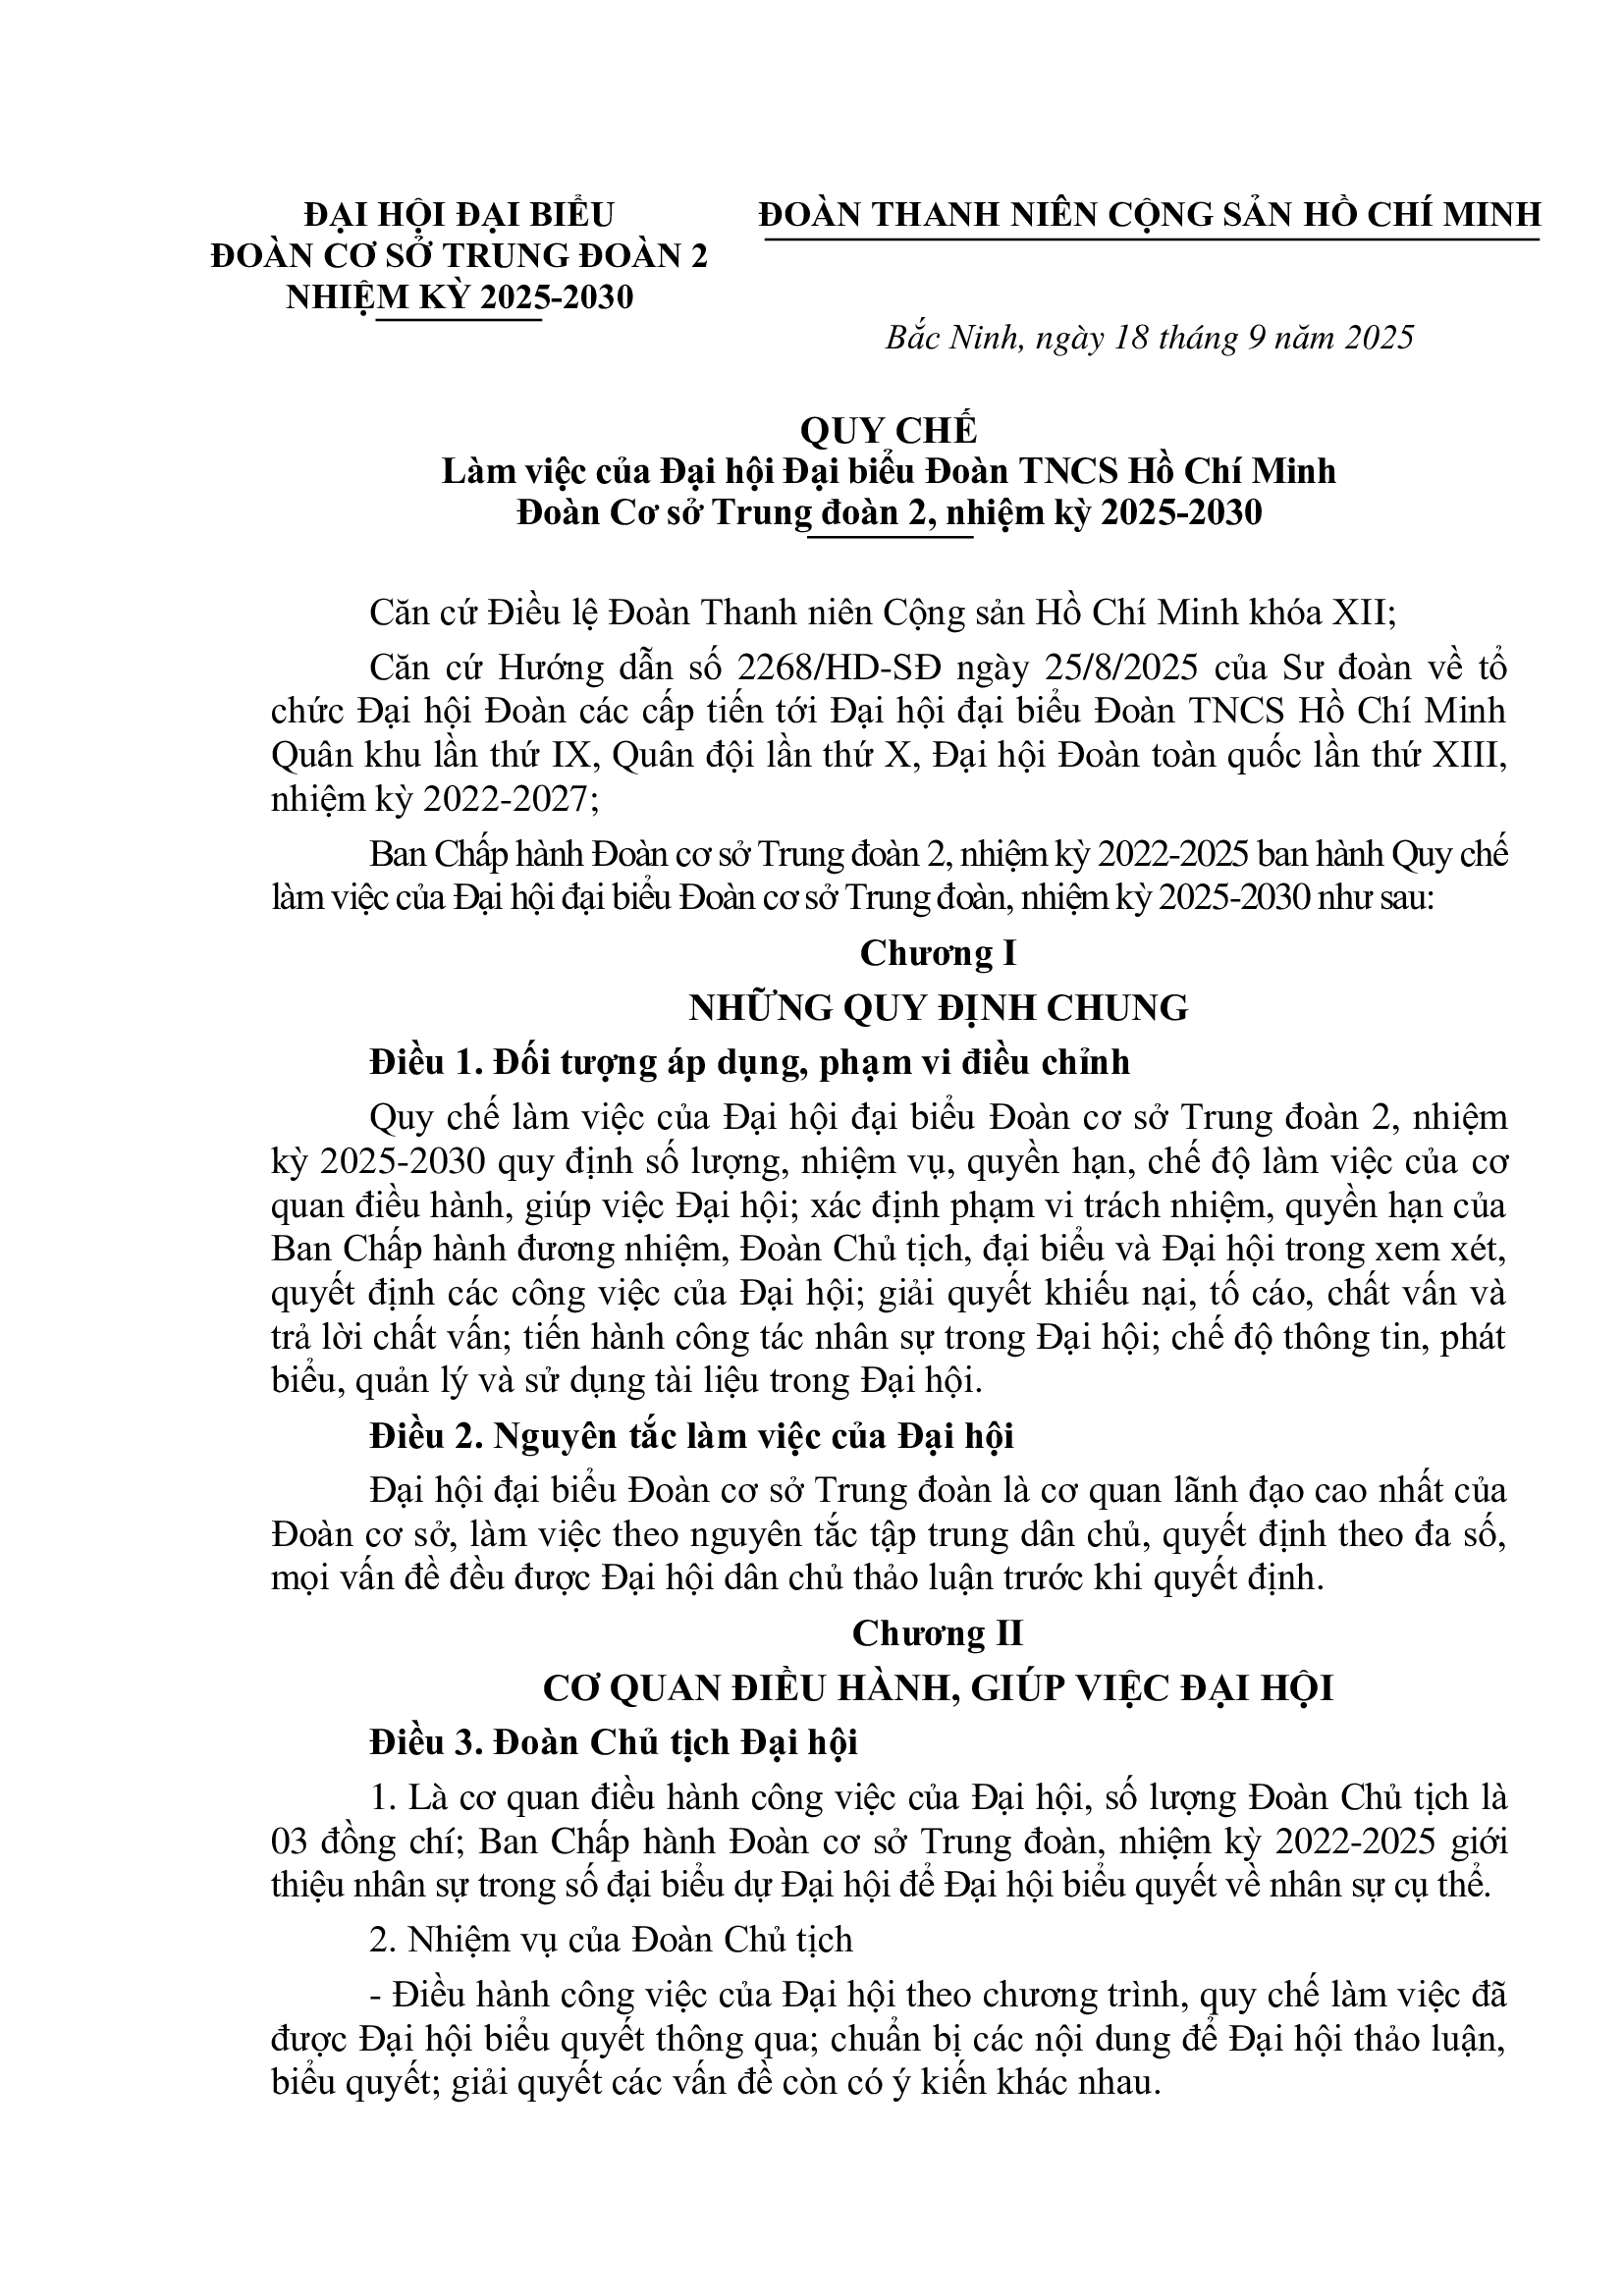 ĐẠI HỘI ĐẠI BIỂU
ĐOÀN CƠ SỞ TRUNG ĐOÀN 2
NHIỆM KỲ 2025-2030
ĐOÀN THANH NIÊN CỘNG SẢN HỒ CHÍ MINH
Bắc Ninh, ngày 18 tháng 9 năm 2025
QUY CHẾ
Làm việc của Đại hội Đại biểu Đoàn TNCS Hồ Chí Minh
Đoàn Cơ sở Trung đoàn 2, nhiệm kỳ 2025-2030
Căn cứ Điều lệ Đoàn Thanh niên Cộng sản Hồ Chí Minh khóa XII;
Căn cứ Hướng dẫn số 2268/HD-SĐ ngày 25/8/2025 của Sư đoàn về tổ
chức Đại hội Đoàn các cấp tiến tới Đại hội đại biểu Đoàn TNCS Hồ Chí Minh
Quân khu lần thứ IX, Quân đội lần thứ X, Đại hội Đoàn toàn quốc lần thứ XIII,
nhiệm kỳ 2022-2027;
Ban Chấp hành Đoàn cơ sở Trung đoàn 2, nhiệm kỳ 2022-2025 ban hành Quy chế
làm việc của Đại hội đại biểu Đoàn cơ sở Trung đoàn, nhiệm kỳ 2025-2030 như sau:
Chương I
NHỮNG QUY ĐỊNH CHUNG
Điều 1. Đối tượng áp dụng, phạm vi điều chỉnh
Quy chế làm việc của Đại hội đại biểu Đoàn cơ sở Trung đoàn 2, nhiệm
kỳ 2025-2030 quy định số lượng, nhiệm vụ, quyền hạn, chế độ làm việc của cơ
quan điều hành, giúp việc Đại hội; xác định phạm vi trách nhiệm, quyền hạn của
Ban Chấp hành đương nhiệm, Đoàn Chủ tịch, đại biểu và Đại hội trong xem xét,
quyết định các công việc của Đại hội; giải quyết khiếu nại, tố cáo, chất vấn và
trả lời chất vấn; tiến hành công tác nhân sự trong Đại hội; chế độ thông tin, phát
biểu, quản lý và sử dụng tài liệu trong Đại hội.
Điều 2. Nguyên tắc làm việc của Đại hội
Đại hội đại biểu Đoàn cơ sở Trung đoàn là cơ quan lãnh đạo cao nhất của
Đoàn cơ sở, làm việc theo nguyên tắc tập trung dân chủ, quyết định theo đa số,
mọi vấn đề đều được Đại hội dân chủ thảo luận trước khi quyết định.
Chương II
CƠ QUAN ĐIỀU HÀNH, GIÚP VIỆC ĐẠI HỘI
Điều 3. Đoàn Chủ tịch Đại hội
1. Là cơ quan điều hành công việc của Đại hội, số lượng Đoàn Chủ tịch là
03 đồng chí; Ban Chấp hành Đoàn cơ sở Trung đoàn, nhiệm kỳ 2022-2025 giới
thiệu nhân sự trong số đại biểu dự Đại hội để Đại hội biểu quyết về nhân sự cụ thể.
2. Nhiệm vụ của Đoàn Chủ tịch
- Điều hành công việc của Đại hội theo chương trình, quy chế làm việc đã
được Đại hội biểu quyết thông qua; chuẩn bị các nội dung để Đại hội thảo luận,
biểu quyết; giải quyết các vấn đề còn có ý kiến khác nhau.